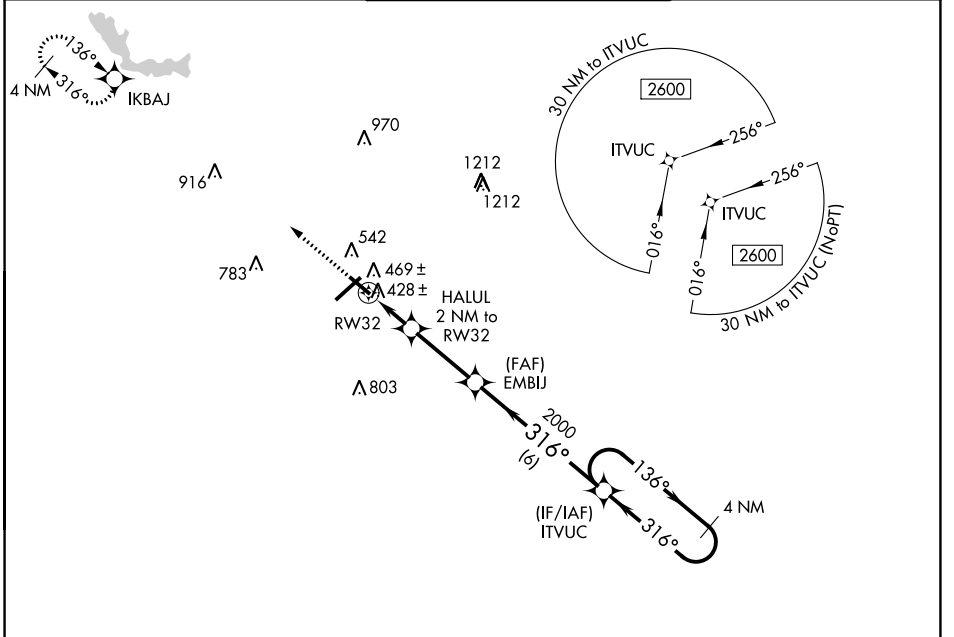 136°
4 NM
316°
IKBAJ
970
916
1212
1212
542
783
469 ±
428 ±
RW32
HALUL
2 NM to
RW32
(FAF)
EMBIJ
803
2000
316°
(6)
136°
4 NM
(IF/IAF)
ITVUC
316°
30 NM to ITVUC
2600
ITVUC
256°
016°
256°
ITVUC
2600
016°
30 NM to ITVUC (NoPT)